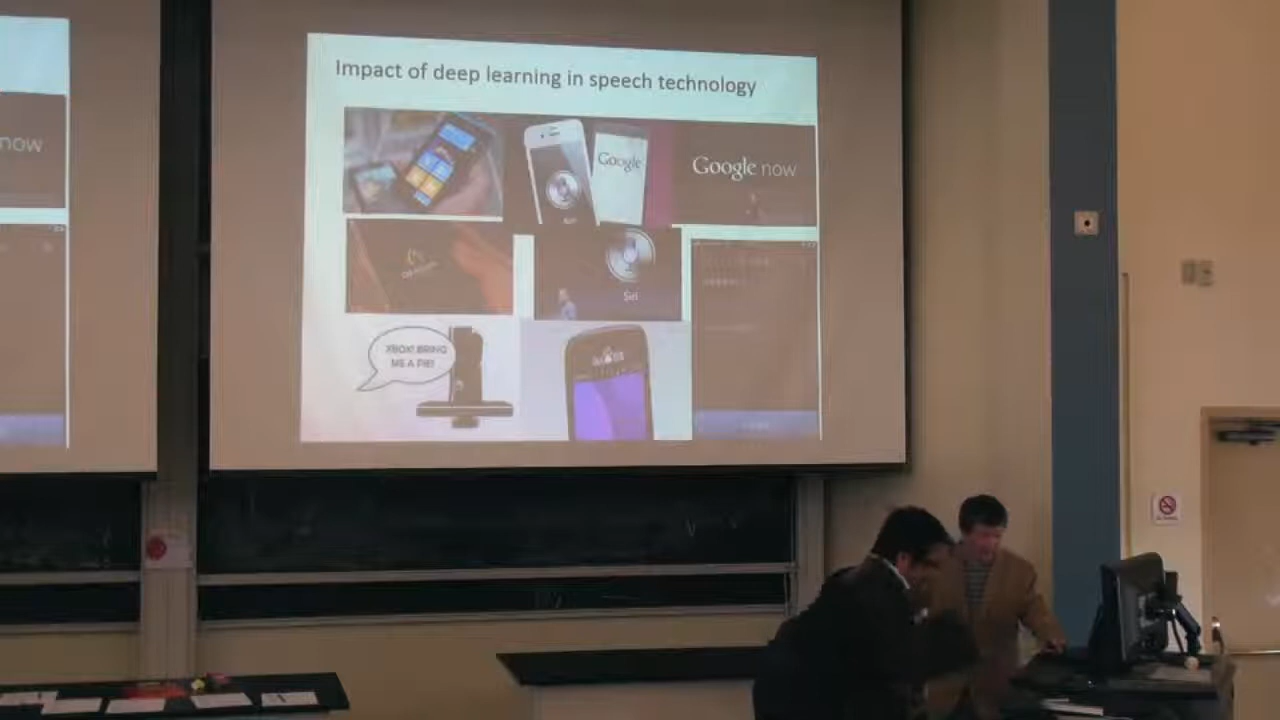 Impact of deep learning in speech technology
now
Google
Google now
Siri
XBOX! BRING
ME A PIE!